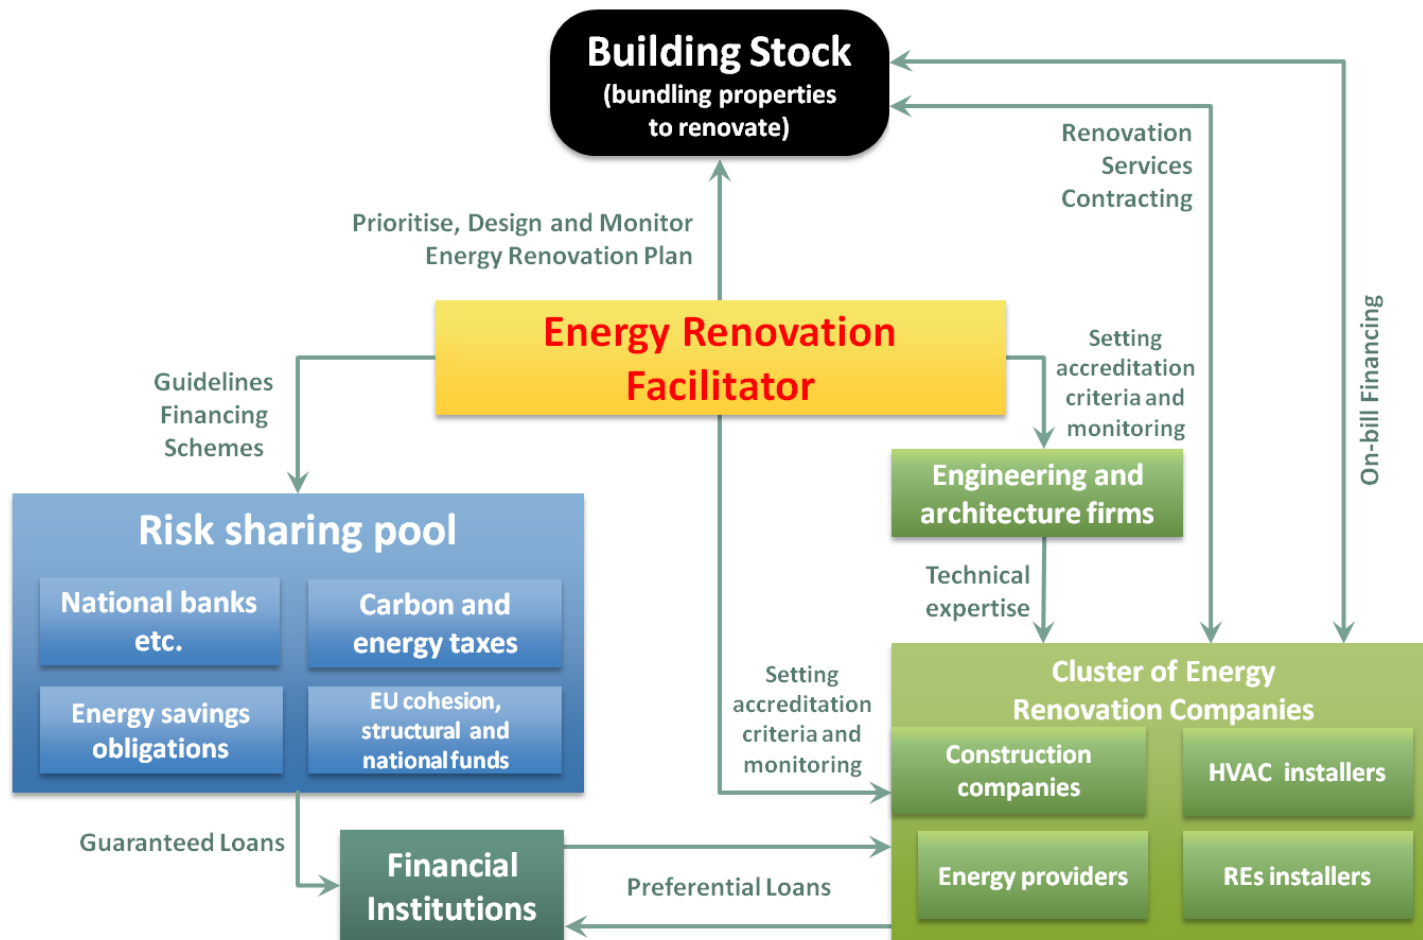 Building Stock
(bundling properties
to renovate)
Renovation
Services
Contracting
Prioritise, Design and Monitor
Energy Renovation Plan
On-bill Financing
Energy Renovation
Facilitator
Setting
accreditation
criteria and
monitoring
Guidelines
Financing
Schemes
Engineering and
architecture firms
Risk sharing pool
National banks
etc.
Carbon and
energy taxes
Energy savings
obligations
EU cohesion,
structural and
national funds
Technical
expertise
Setting
accreditation
criteria and
monitoring
Cluster of Energy
Renovation Companies
Construction
companies
HVAC installers
Energy providers
REs installers
Guaranteed Loans
Financial
Institutions
Preferential Loans